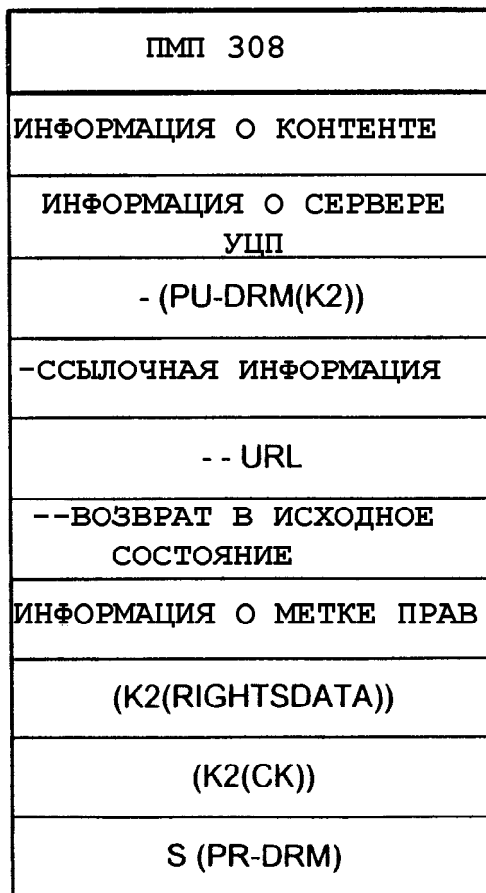 ПМП 308
ИНФОРМАЦИЯ О КОНТЕНТЕ
ИНФОРМАЦИЯ О СЕРВЕРЕ
УЦП
- (PU-DRM(K2))
-ССЫЛОЧНАЯ ИНФОРМАЦИЯ
- - URL
--ВОЗВРАТ В ИСХОДНОЕ
СОСТОЯНИЕ
ИНФОРМАЦИЯ О МЕТКЕ ПРАВ
(K2(RIGHTSDATA))
(K2(CK))
S (PR-DRM)